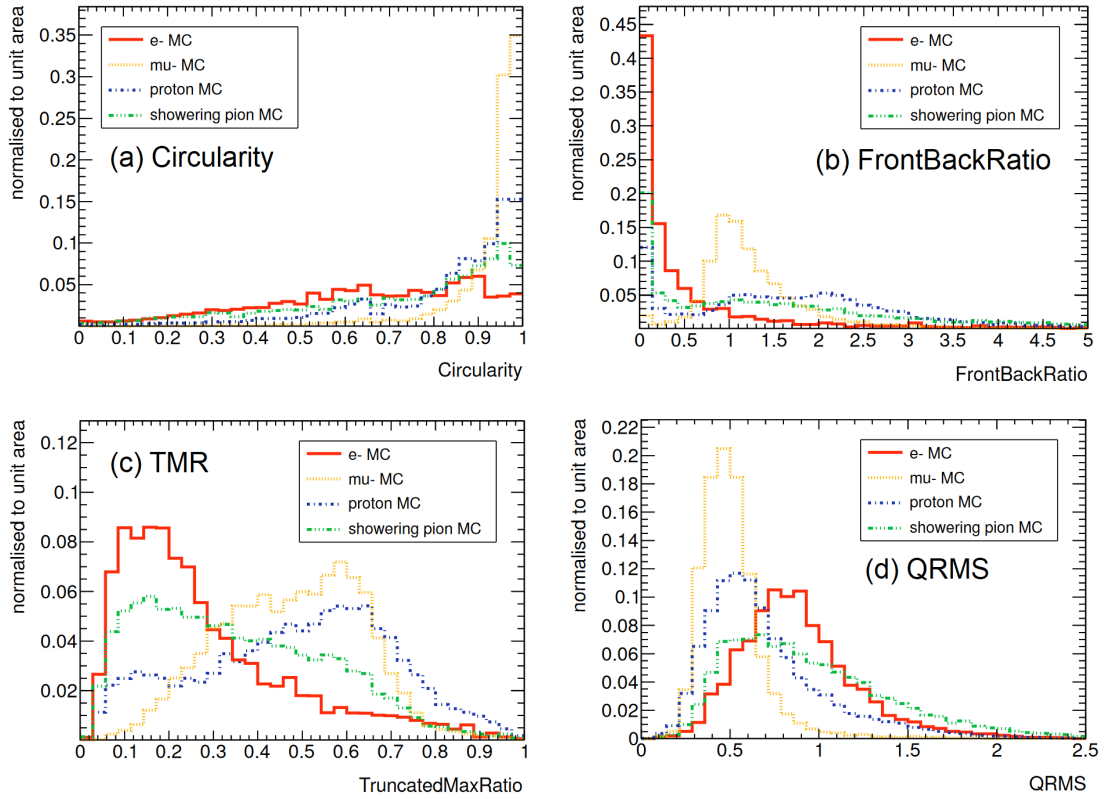 normalised to unit area
0.35
0.3
0.25
0.2
0.15
0.1
0.05
e- MC
mu- MC
proton MC
showering pion MC
(a) Circularity
0 0.1 0.2 0.3 0.4 0.5 0.6 0.7 0.8 0.9 1
Circularity
normalised to unit area
0.45
0.4
0.35
0.3
0.25
0.2
0.15
0.1
0.05
e- MC
mu- MC
proton MC
showering pion MC
(b) FrontBackRatio
0 0.5 1 1.5 2 2.5 3 3.5 4 4.5 5
FrontBackRatio
normalised to unit area
0.12
0.1
0.08
0.06
0.04
0.02
(c) TMR
e- MC
mu- MC
proton MC
showering pion MC
0 0.1 0.2 0.3 0.4 0.5 0.6 0.7 0.8 0.9 1
TruncatedMaxRatio
normalised to unit area
0.22
0.2
0.18
0.16
0.14
0.12
0.1
0.08
0.06
0.04
0.02
0
e- MC
mu- MC
proton MC
showering pion MC
(d) QRMS
0 0.5 1 1.5 2 2.5
QRMS